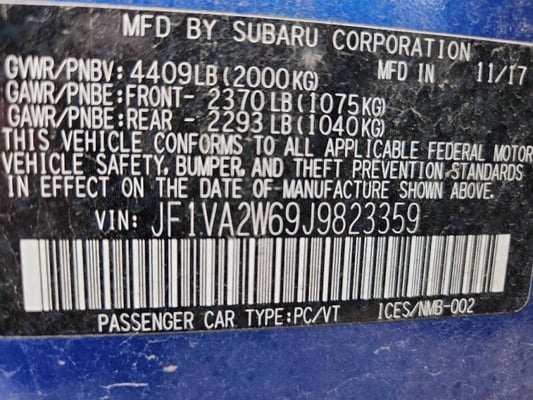 MFD BY SUBARU CORPORATION
GVWR/PNBV: 4409LB(2000KG) MFD IN 11/17
GAWR/PNBE:FRONT- 2370LB(1075KG)
GAWR/PNBE:REAR - 2293LB(1040KG)
THIS VEHICLE CONFORMS TO ALL APPLICABLE FEDERAL MOTOR
VEHICLE SAFETY, BUMPER, AND THEFT PREVENTION STANDARDS
IN EFFECT ON THE DATE OF MANUFACTURE SHOWN ABOVE.
VIN: JF1VA2W69J9823359
PASSENGER CAR TYPE:PC/VT ICES/NMB-002